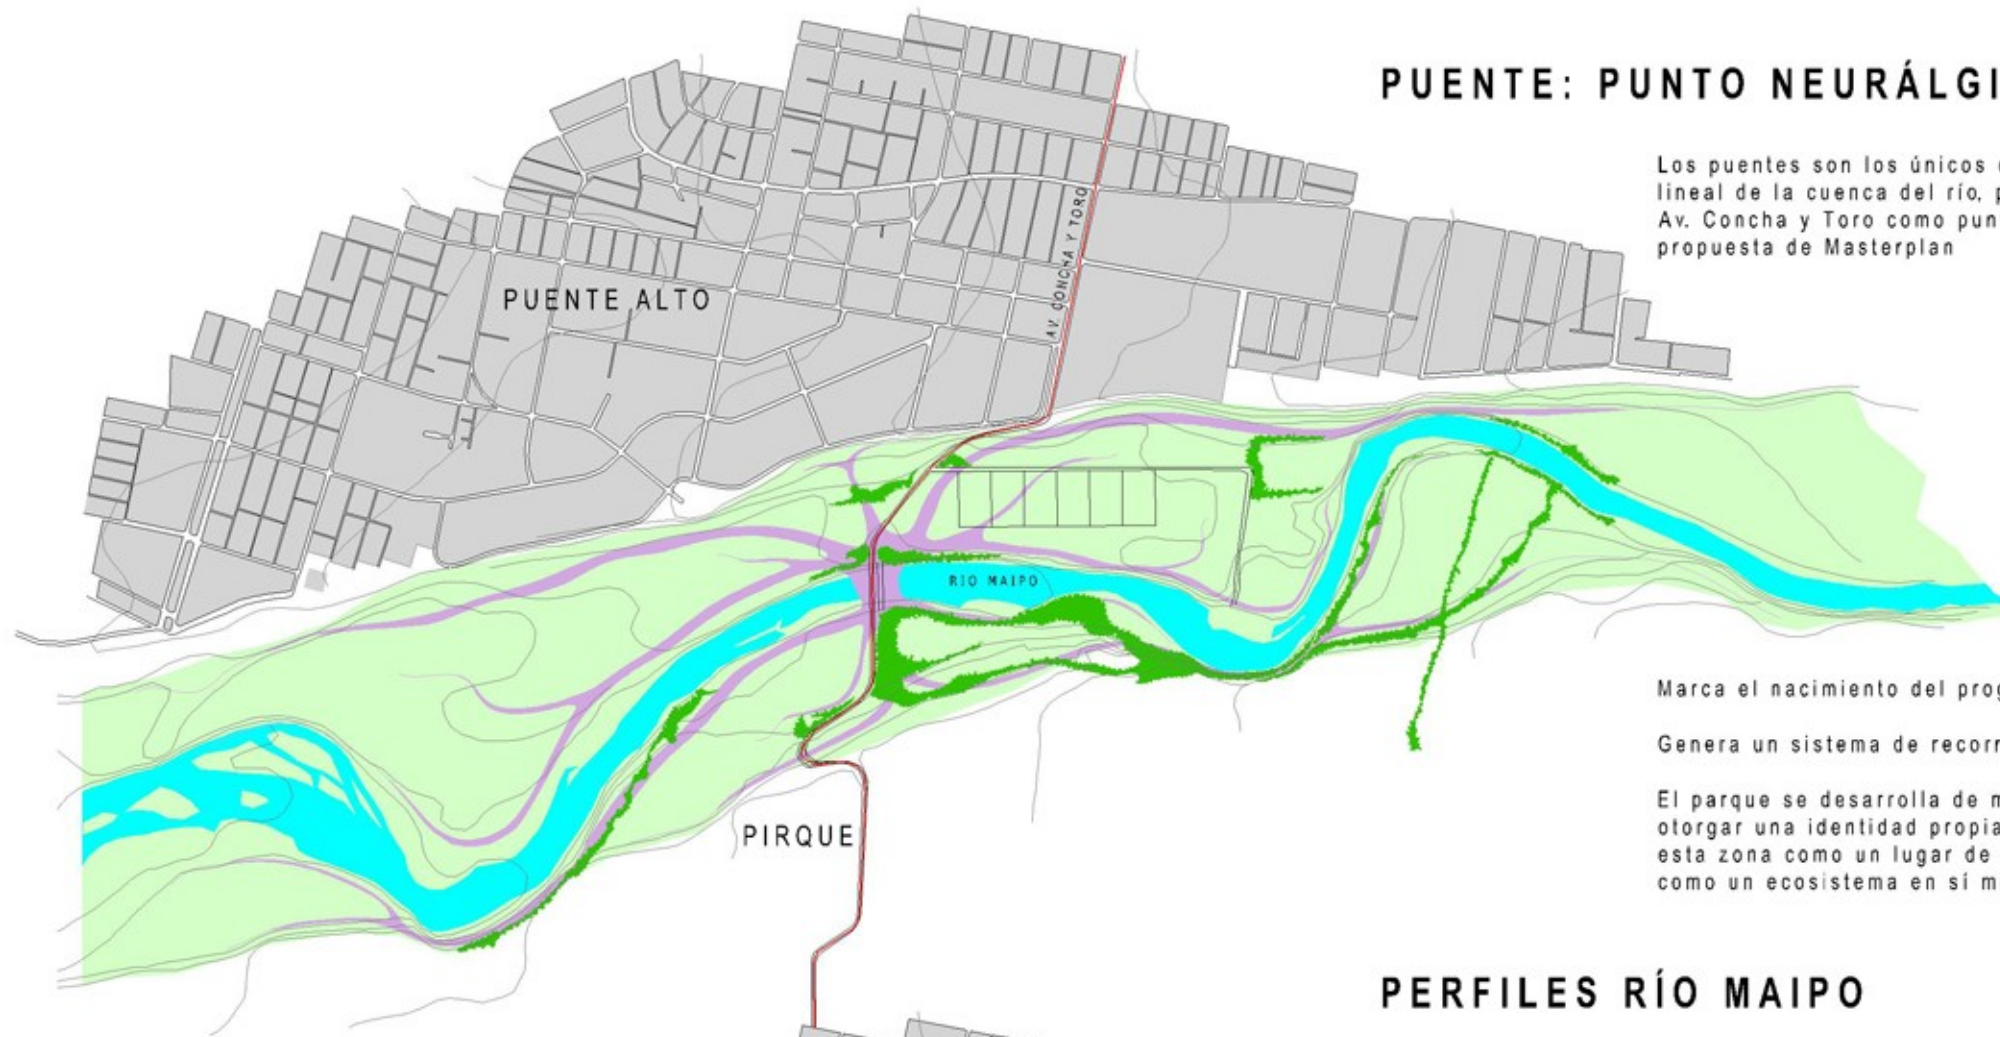 PUENTE: PUNTO NEURÁLGI
Los puentes son los únicos
lineal de la cuenca del río, p
Av. Concha y Toro como pun
propuesta de Masterplan
AV. CONCHA Y TORO
PUENTE ALTO
RIO MAIPO
Marca el nacimiento del prog
Genera un sistema de recorr
El parque se desarrolla de m
otorgar una identidad propia
esta zona como un lugar de
como un ecosistema en sí m
PIRQUE
PERFILES RÍO MAIPO